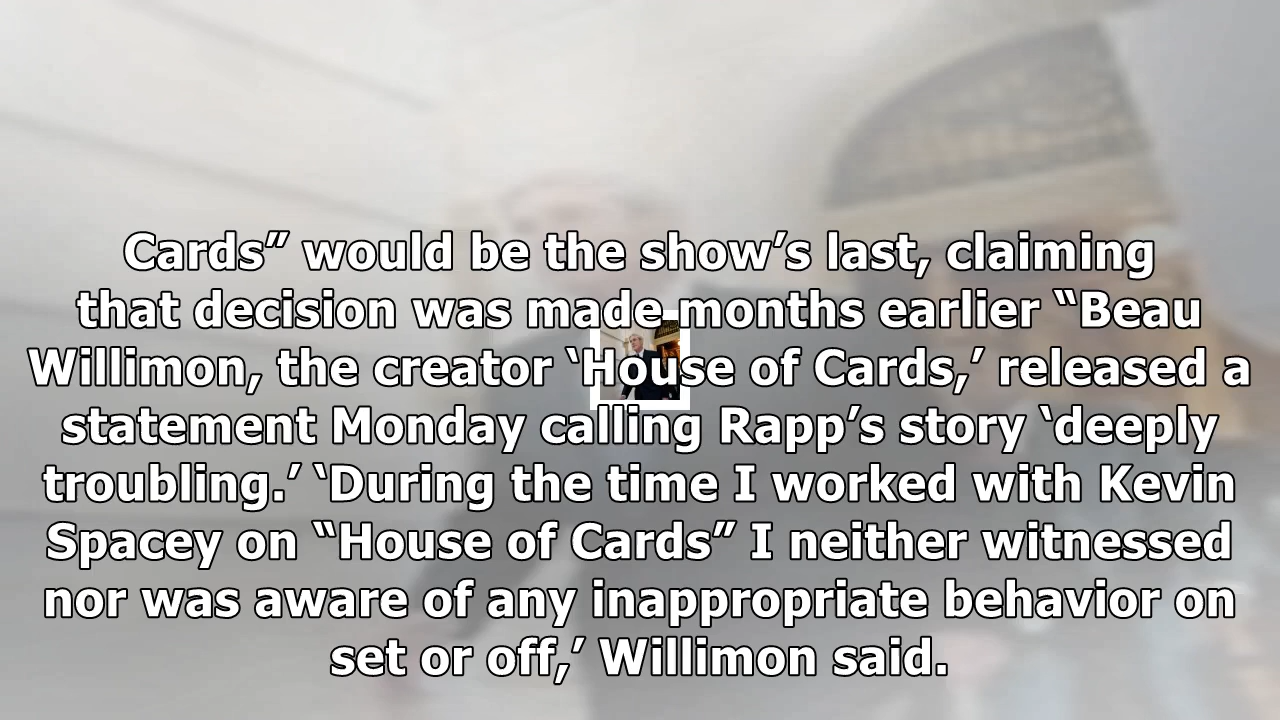 Cards” would be the show’s last, claiming
that decision was made months earlier “Beau
Willimon, the creator ‘House of Cards,’ released a
statement Monday calling Rapp’s story ‘deeply
troubling.’ ‘During the time I worked with Kevin
Spacey on “House of Cards” I neither witnessed
nor was aware of any inappropriate behavior on
set or off,’ Willimon said.